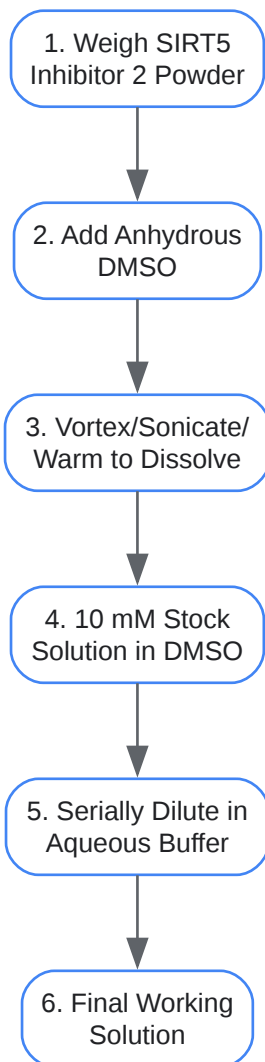 1. Weigh SIRT5
Inhibitor 2 Powder
2. Add Anhydrous
DMSO
3. Vortex/Sonicate/
Warm to Dissolve
4. 10 mM Stock
Solution in DMSO
5. Serially Dilute in
Aqueous Buffer
6. Final Working
Solution